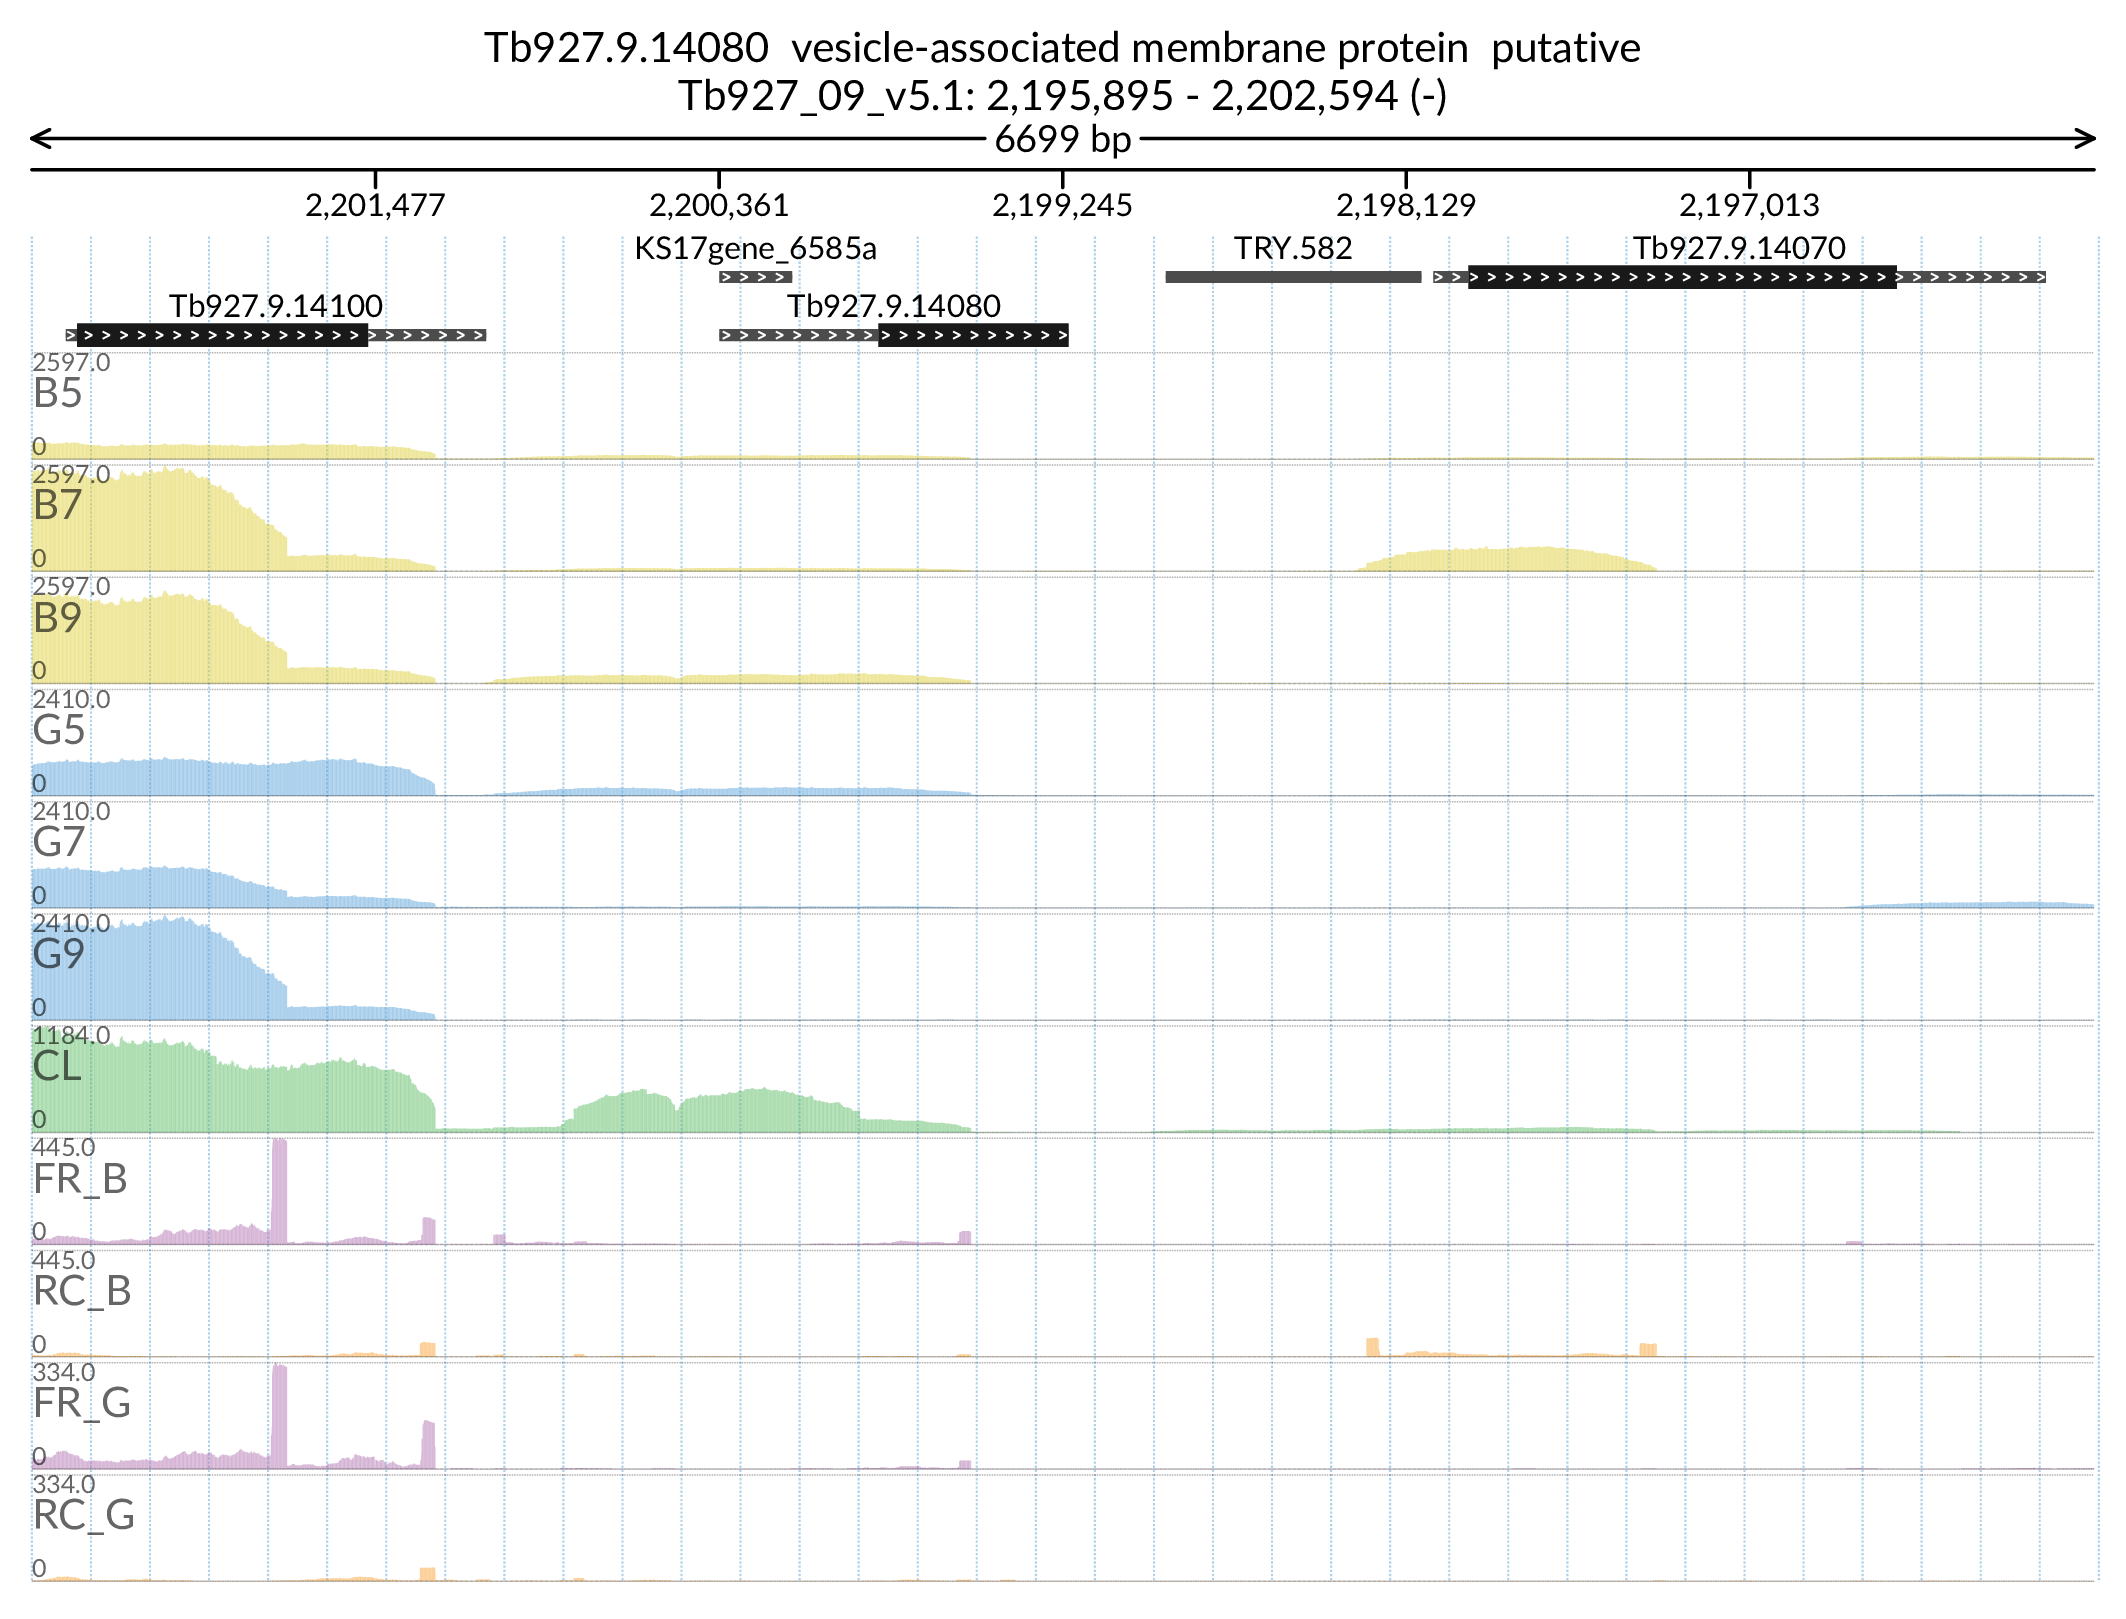 Tb927.9.14080  vesicle-associated membrane protein  putative
Tb927_09_v5.1: 2,195,895 - 2,202,594 (-)
6699 bp
2,201,477 2,200,361 2,199,245 2,198,129 2,197,013
KS17gene_6585a TRY.582 Tb927.9.14070
Tb927.9.14100 Tb927.9.14080
2597.0
B5
0
2597.0
B7
0
2597.0
B9
0
2410.0
G5
0
2410.0
G7
0
2410.0
G9
0
1184.0
CL
0
445.0
FR_B
0
445.0
RC_B
0
334.0
FR_G
0
334.0
RC_G
0